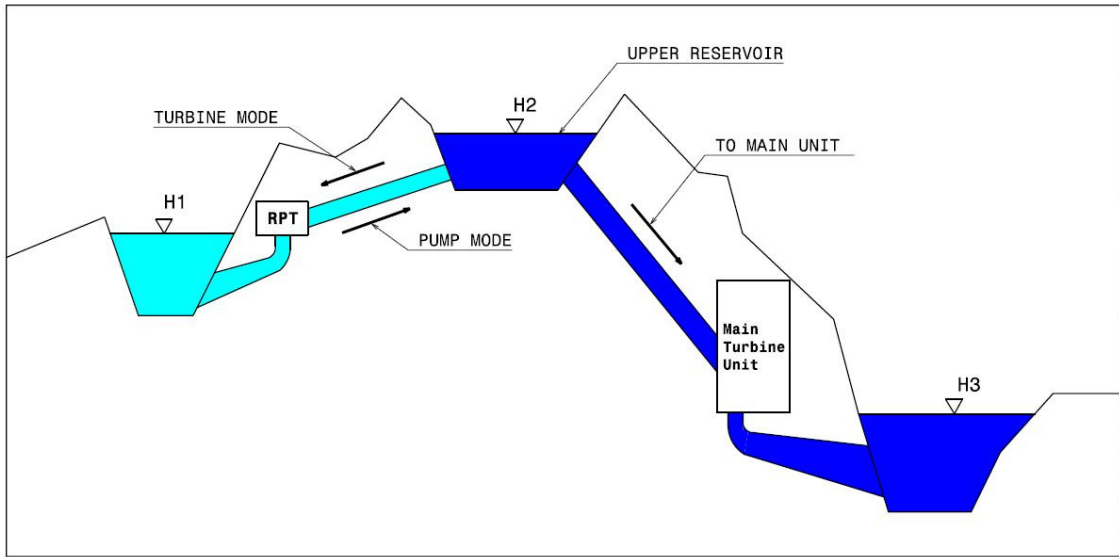 UPPER RESERVOIR
H2
TURBINE MODE
TO MAIN UNIT
H1
RPT
PUMP MODE
Main
Turbine
Unit
H3